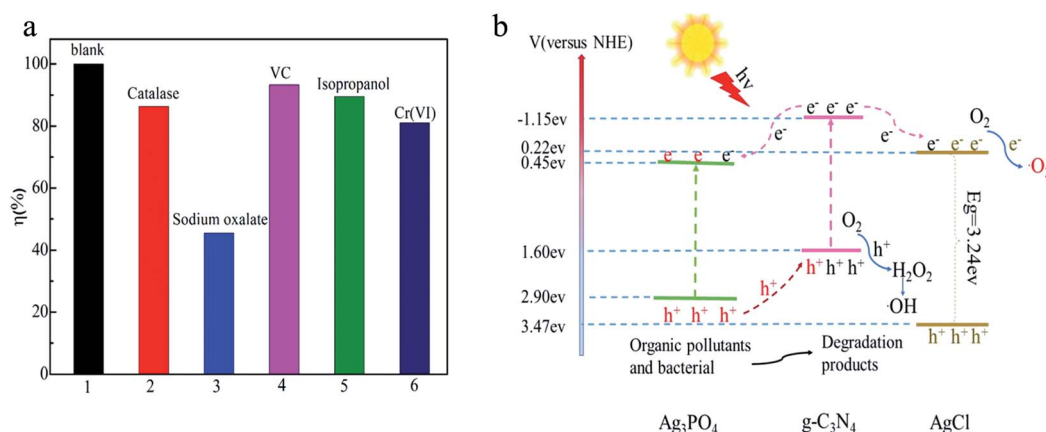 a
η(%)
100
80
60
40
20
0
blank
Catalase
Sodium oxalate
VC
Isopropanol
Cr(VI)
1 2 3 4 5 6
b
V(versus NHE)
hν
-1.15ev
0.22ev
0.45ev
1.60ev
2.90ev
3.47ev
e⁻ e⁻ e⁻
e⁻
e⁻
e⁻ e⁻ e⁻
e⁻ e⁻ e⁻
O₂
e⁻
·O₂
O₂
h⁺
H₂O₂
·OH
h⁺ h⁺ h⁺
h⁺
h⁺ h⁺ h⁺
Eg=3.24ev
h⁺ h⁺ h⁺
Organic pollutants
and bacterial
Degradation
products
Ag₃PO₄
g-C₃N₄
AgCl